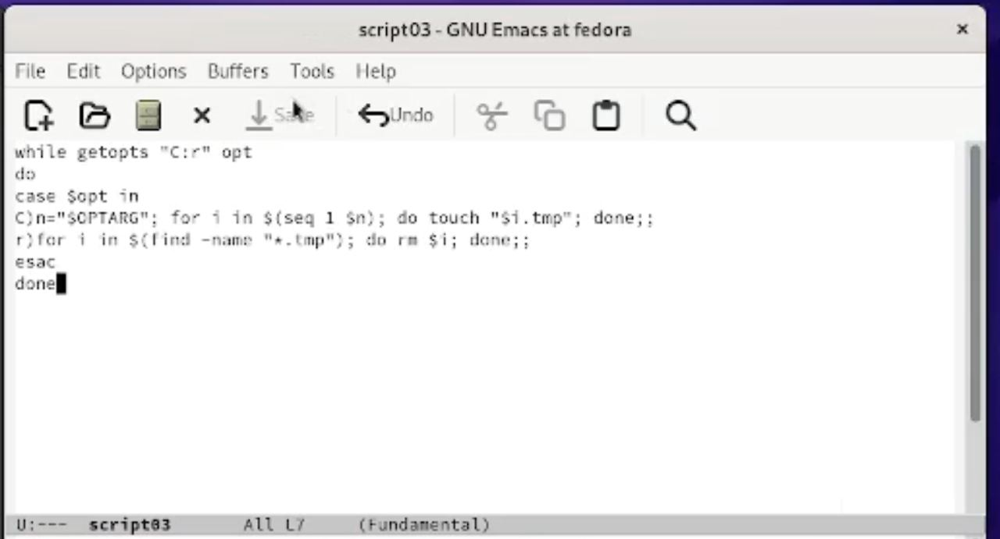 script03 - GNU Emacs at fedora
×
File Edit Options Buffers Tools Help
Save Undo
while getopts "C:r" opt
do
case $opt in
C)n="$OPTARG"; for i in $(seq 1 $n); do touch "$i.tmp"; done;;
r)for i in $(find -name "*.tmp"); do rm $i; done;;
esac
done
U:--- script03 All L7 (Fundamental)